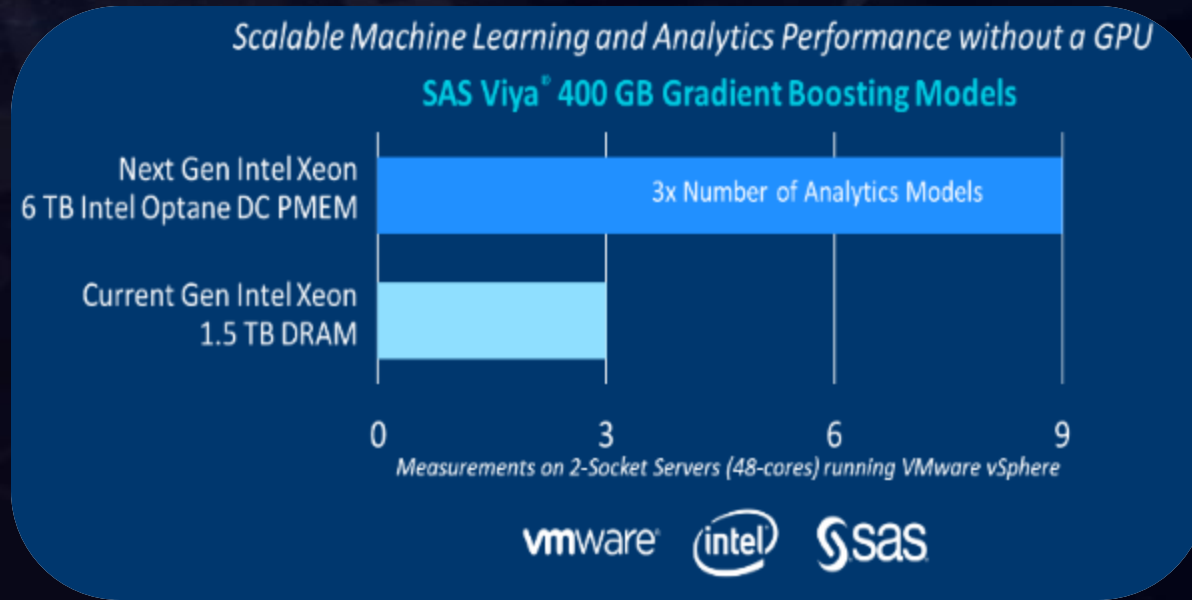 Scalable Machine Learning and Analytics Performance without a GPU
SAS Viya® 400 GB Gradient Boosting Models
Next Gen Intel Xeon
6 TB Intel Optane DC PMEM
3x Number of Analytics Models
Current Gen Intel Xeon
1.5 TB DRAM
0 3 6 9
Measurements on 2-Socket Servers (48-cores) running VMware vSphere
vmware® intel® sas